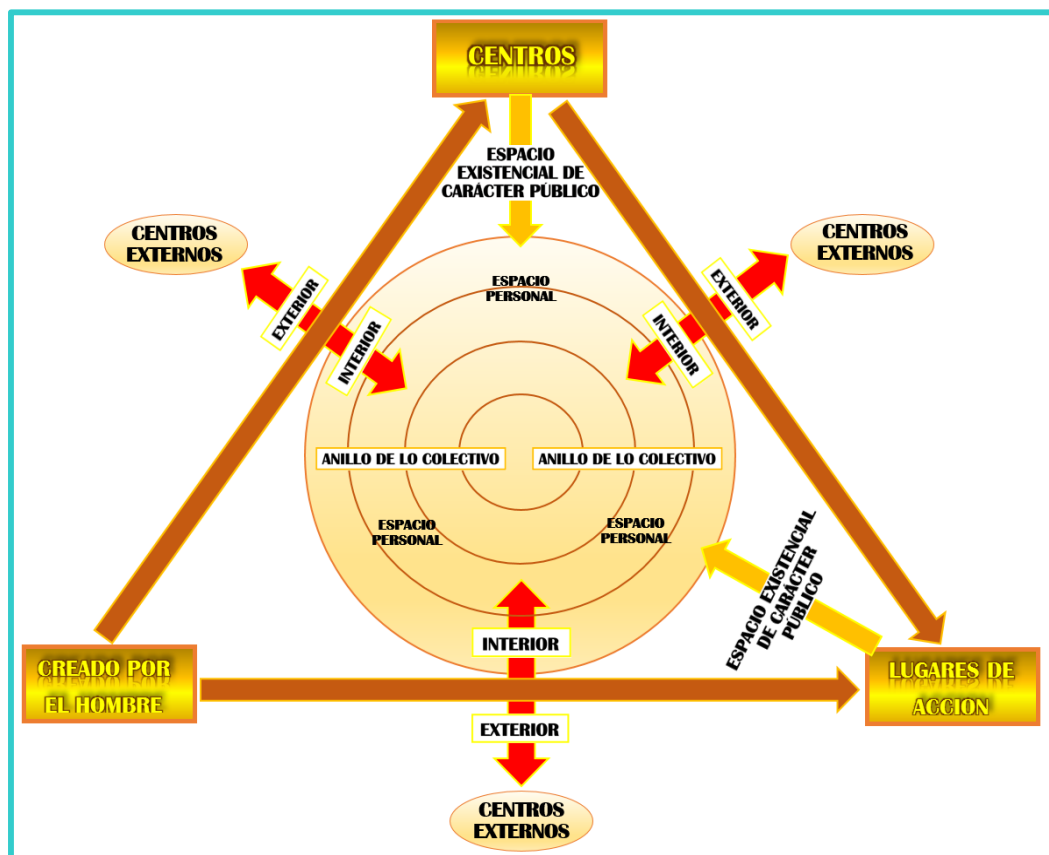 CENTROS
ESPACIO
EXISTENCIAL DE
CARÁCTER PÚBLICO
CENTROS
EXTERNOS
CENTROS
EXTERNOS
EXTERIOR
INTERIOR
ESPACIO
PERSONAL
EXTERIOR
INTERIOR
ANILLO DE LO COLECTIVO
ANILLO DE LO COLECTIVO
ESPACIO
PERSONAL
ESPACIO
PERSONAL
ESPACIO EXISTENCIAL
DE CARÁCTER
PÚBLICO
INTERIOR
CREADO POR
EL HOMBRE
LUGARES DE
ACCION
EXTERIOR
CENTROS
EXTERNOS